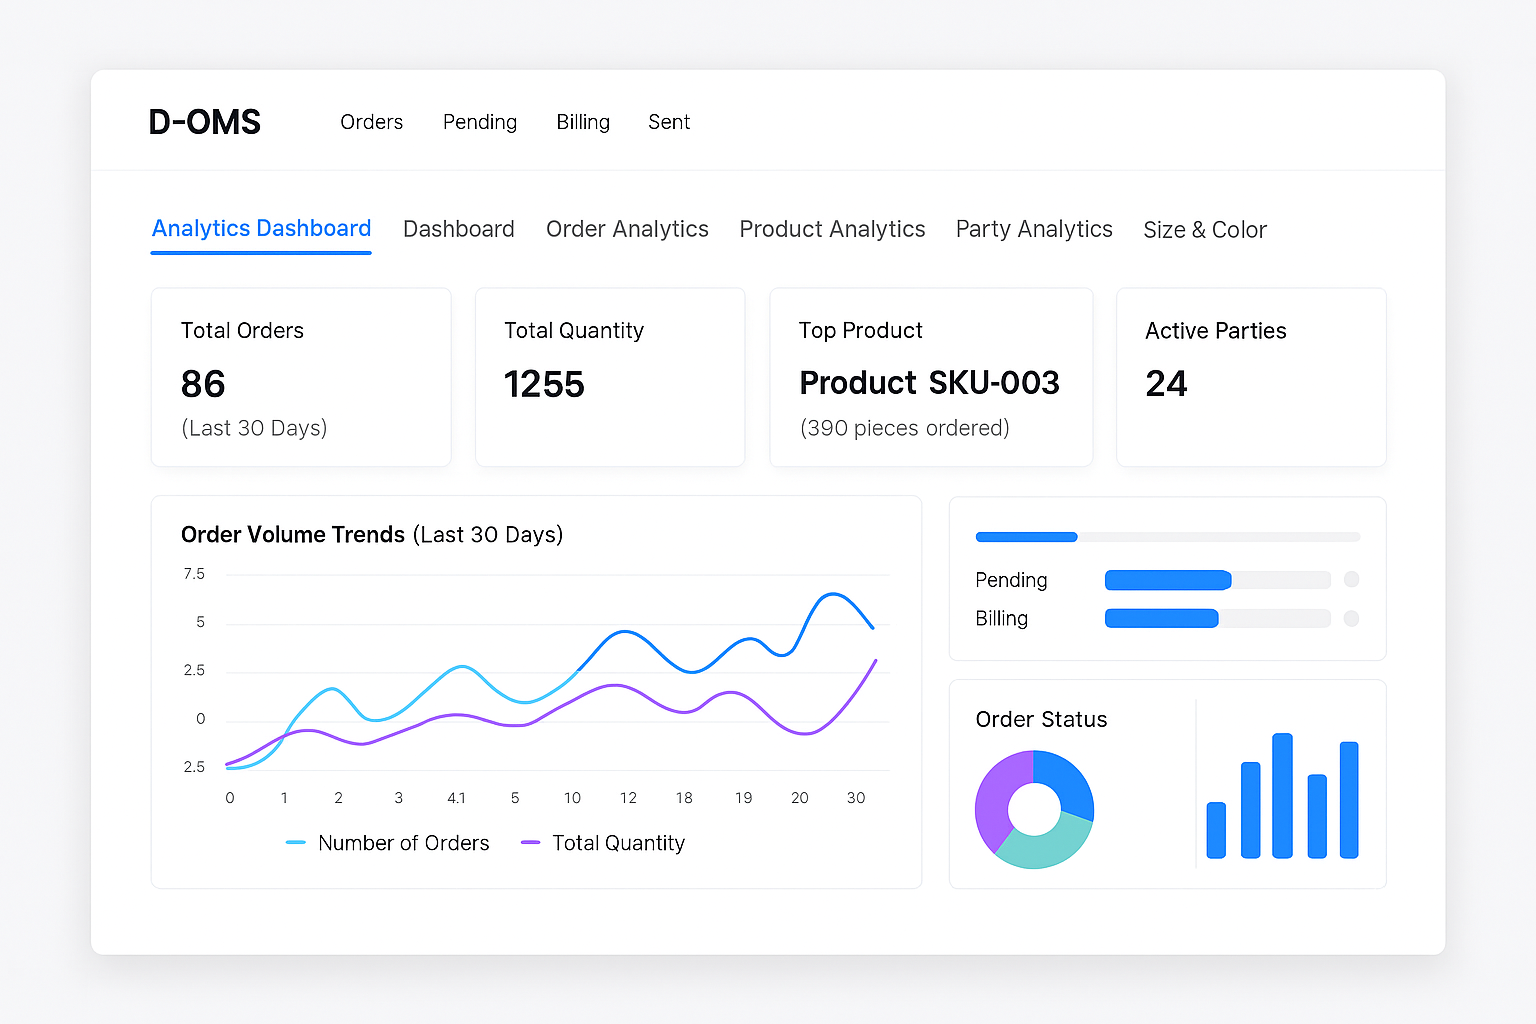 D-OMS Orders Pending Billing Sent
Analytics Dashboard Dashboard Order Analytics Product Analytics Party Analytics Size & Color
Total Orders
86
(Last 30 Days)
Total Quantity
1255
Top Product
Product SKU-003
(390 pieces ordered)
Active Parties
24
Order Volume Trends (Last 30 Days)
7.5
5
2.5
0
2.5
0 1 2 3 4.1 5 10 12 18 19 20 30
Number of Orders Total Quantity
Pending
Billing
Order Status